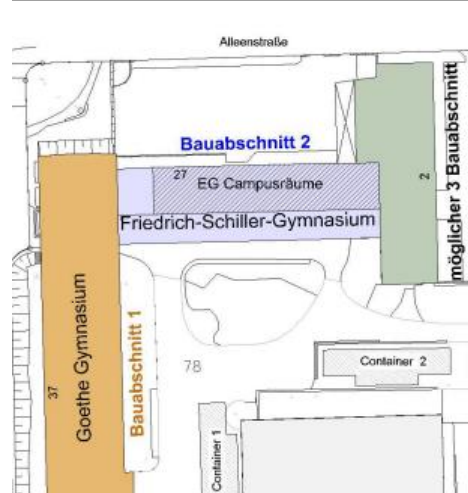 Alleenstraße
Bauabschnitt 2
27
EG Campusräume
Friedrich-Schiller-Gymnasium
2
möglicher 3 Bauabschnitt
Goethe Gymnasium
37
Bauabschnitt 1
78
Container 2
Container 1